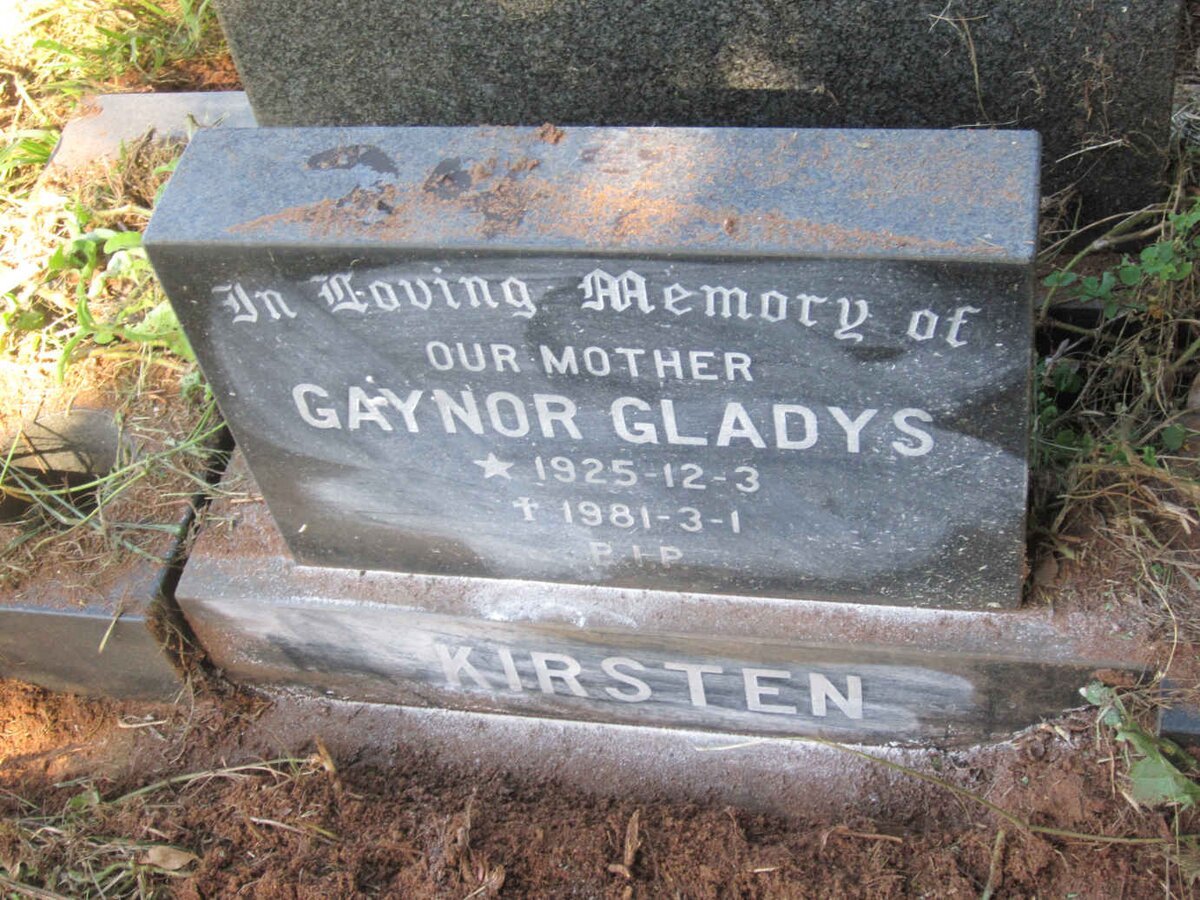 In Loving Memory of
OUR MOTHER
GAYNOR GLADYS
★ 1925-12-3
✝ 1981-3-1
R.I.P
KIRSTEN